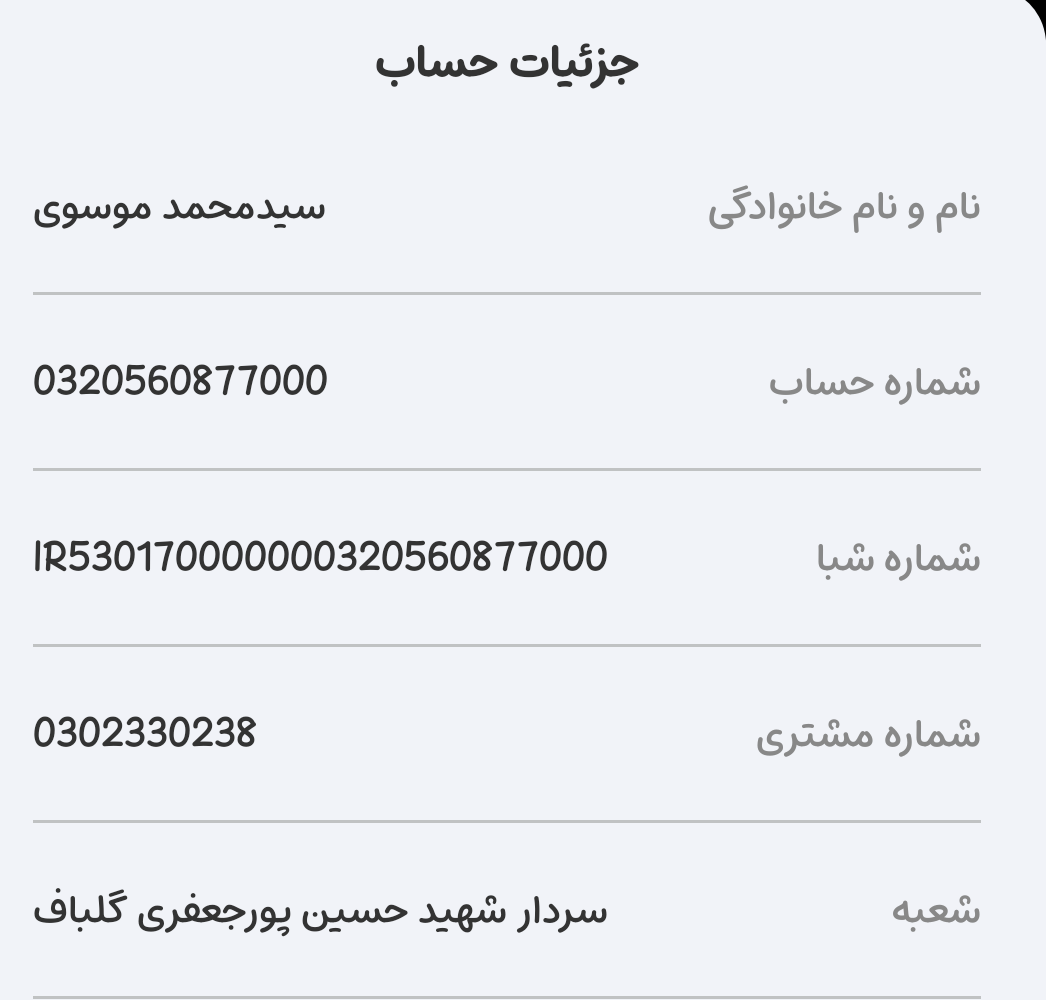 جزئیات حساب
نام و نام خانوادگی سیدمحمد موسوی
شماره حساب 0320560877000
شماره شبا IR530170000000320560877000
شماره مشتری 0302330238
شعبه سردار شهید حسین پورجعفری گلباف